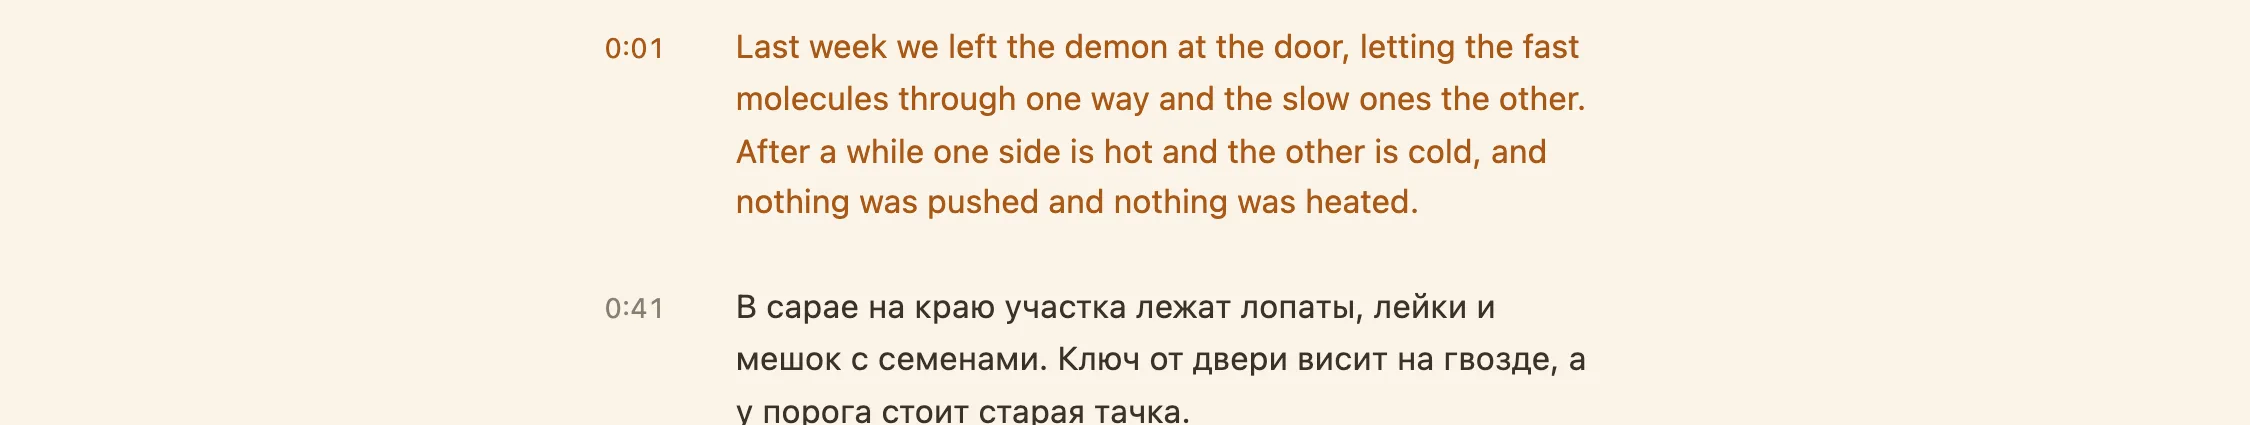 0:01 Last week we left the demon at the door, letting the fast
molecules through one way and the slow ones the other.
After a while one side is hot and the other is cold, and
nothing was pushed and nothing was heated.
0:41 В сарае на краю участка лежат лопаты, лейки и
мешок с семенами. Ключ от двери висит на гвозде, а
у порога стоит старая тачка.